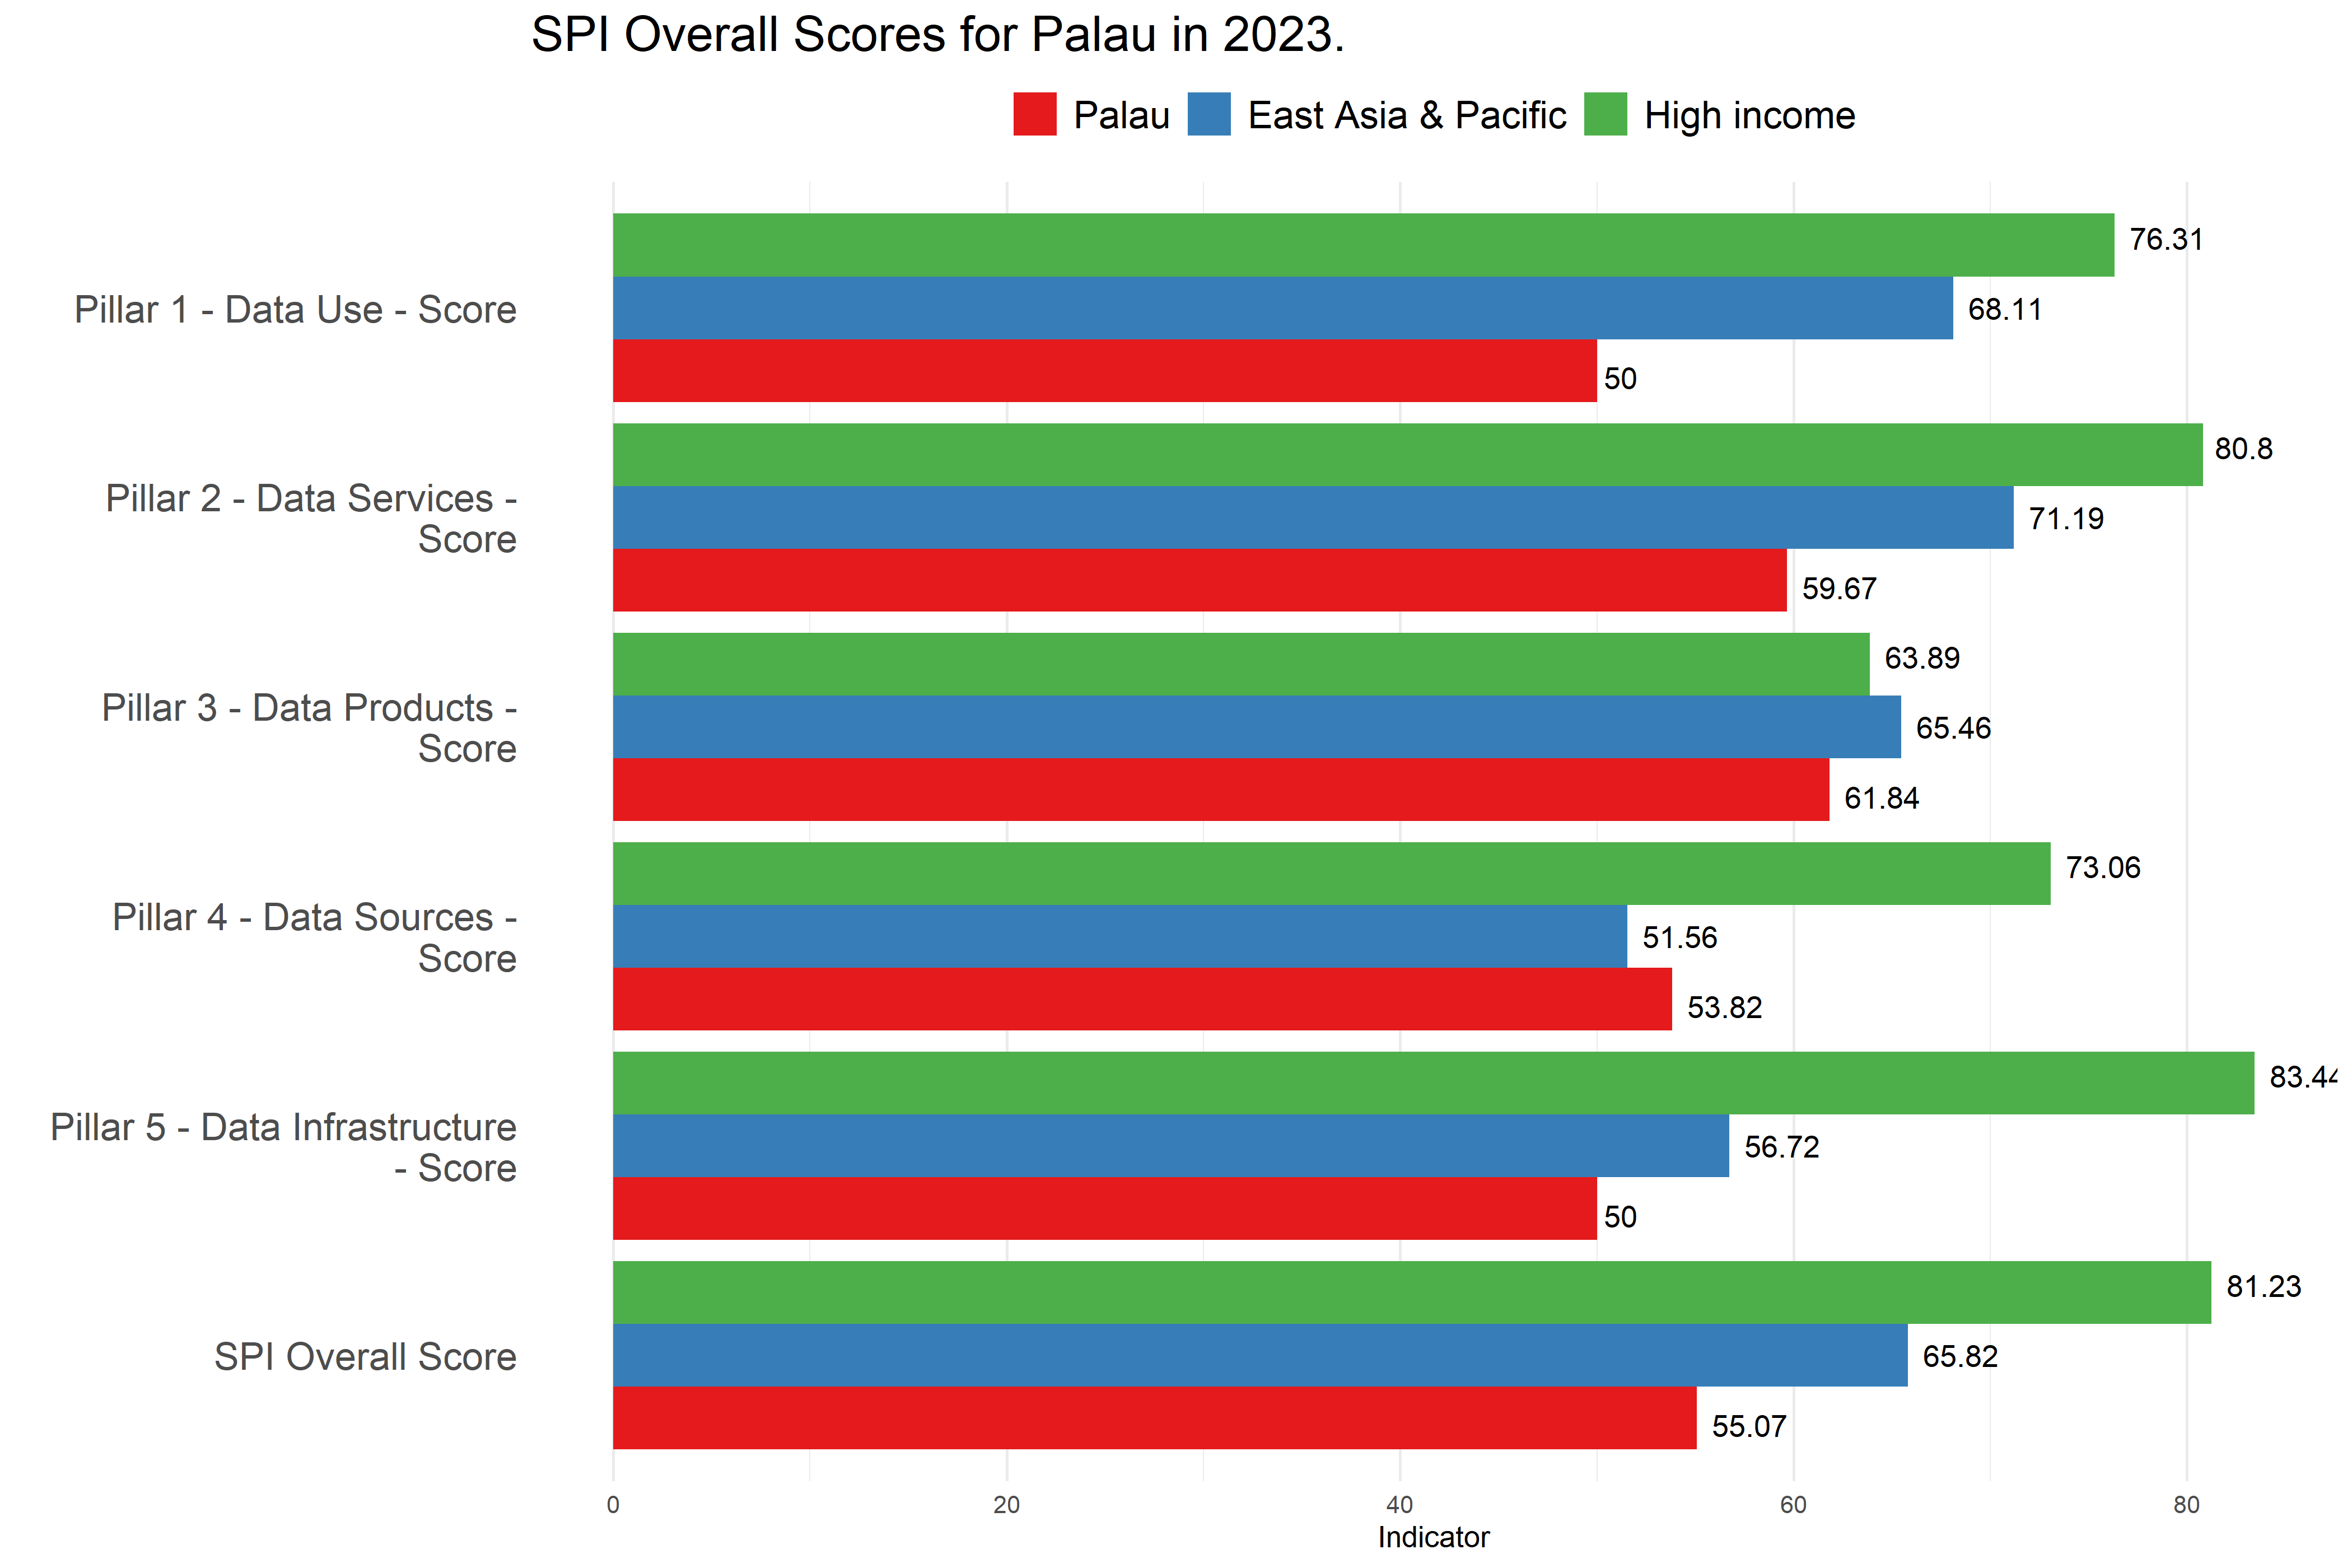 SPI Overall Scores for Palau in 2023.
Palau East Asia & Pacific High income
76.31
Pillar 1 - Data Use - Score
68.11
50
80.8
Pillar 2 - Data Services -
Score
71.19
59.67
63.89
Pillar 3 - Data Products -
Score
65.46
61.84
73.06
Pillar 4 - Data Sources -
Score
51.56
53.82
83.44
Pillar 5 - Data Infrastructure
- Score
56.72
50
81.23
SPI Overall Score
65.82
55.07
0 20 40 60 80
Indicator